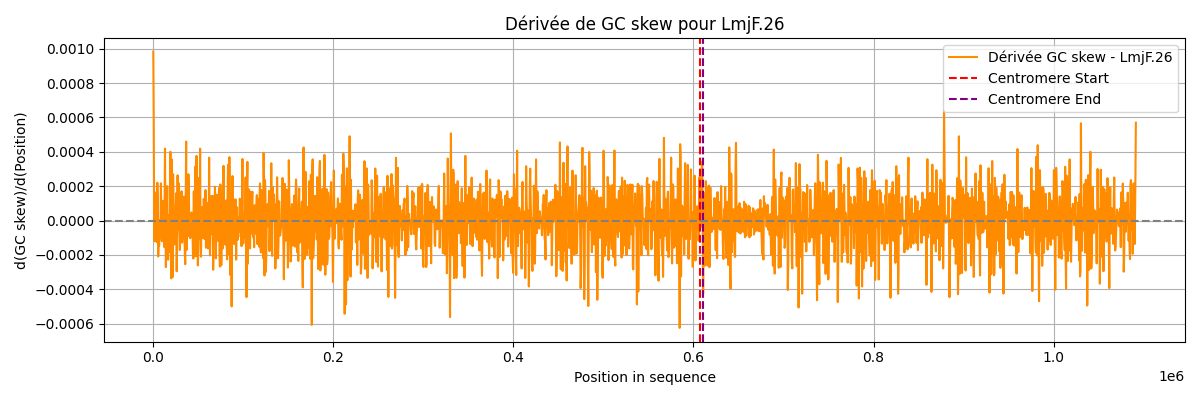 Dérivée de GC skew pour LmjF.26
d(GC skew)/d(Position)
0.0010
0.0008
0.0006
0.0004
0.0002
0.0000
−0.0002
−0.0004
−0.0006
Dérivée GC skew - LmjF.26
Centromere Start
Centromere End
0.0 0.2 0.4 0.6 0.8 1.0
1e6
Position in sequence